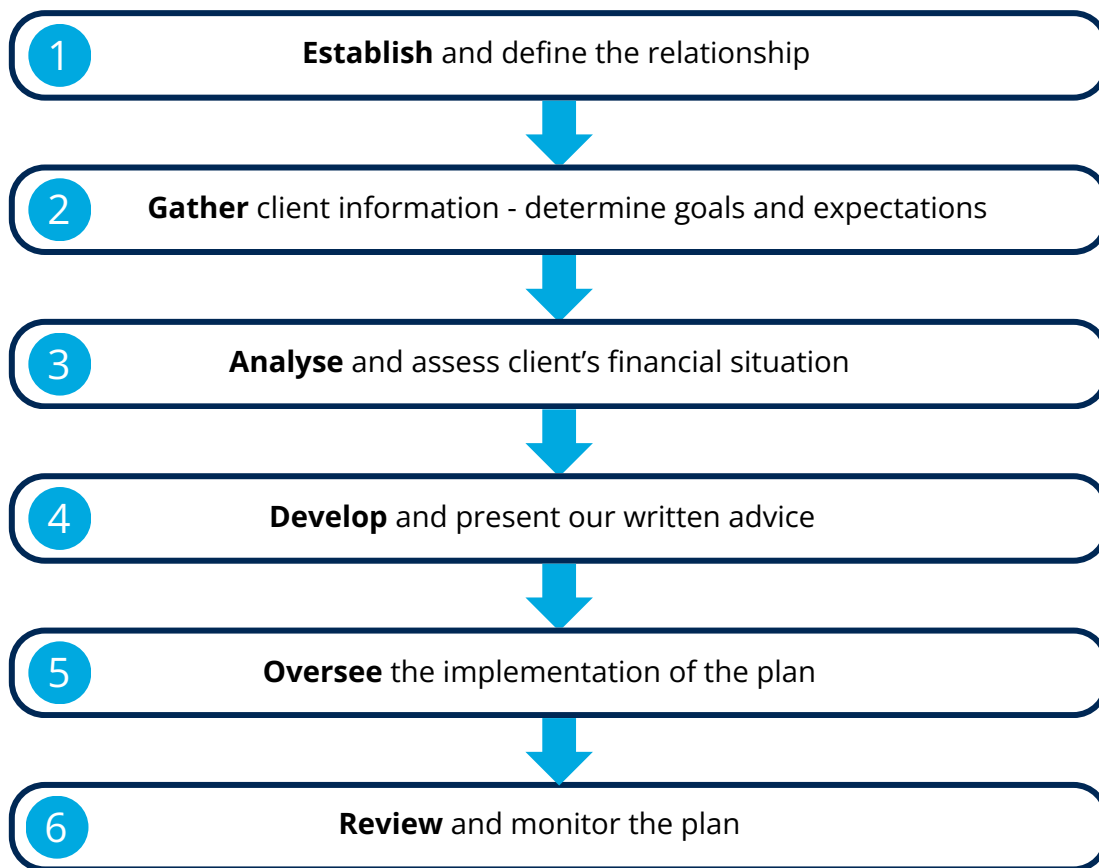 1
Establish and define the relationship
2
Gather client information - determine goals and expectations
3
Analyse and assess client's financial situation
4
Develop and present our written advice
5
Oversee the implementation of the plan
6
Review and monitor the plan